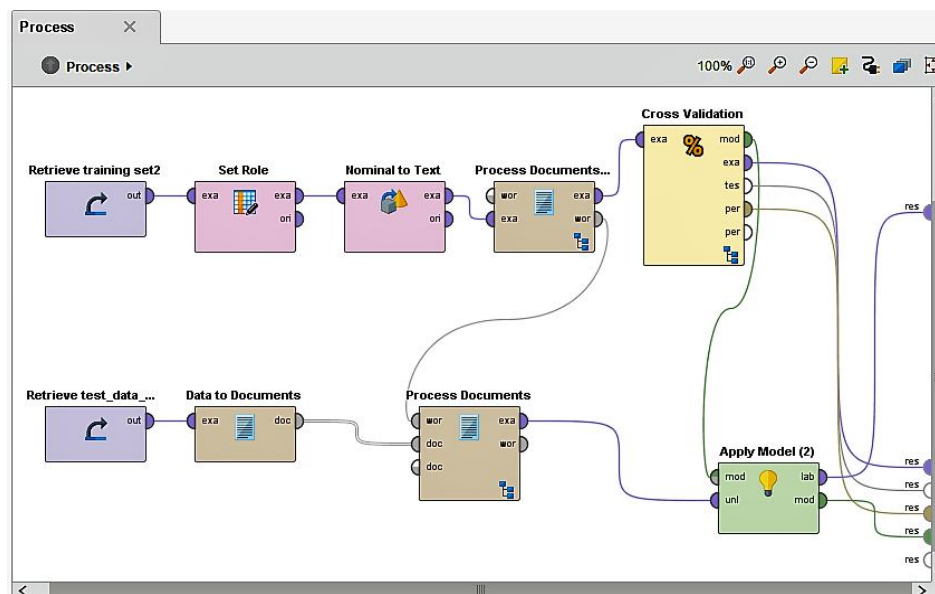 Process
Process
100%
Cross Validation
exa mod
exa
tes
per
per
Retrieve training set2
out
Set Role
exa exa
ori
Nominal to Text
exa exa
ori
Process Documents...
wor exa
exa wor
res
Retrieve test_data_...
out
Data to Documents
exa doc
Process Documents
wor exa
doc wor
doc
Apply Model (2)
mod lab
unl mod
res
res
res
res
res